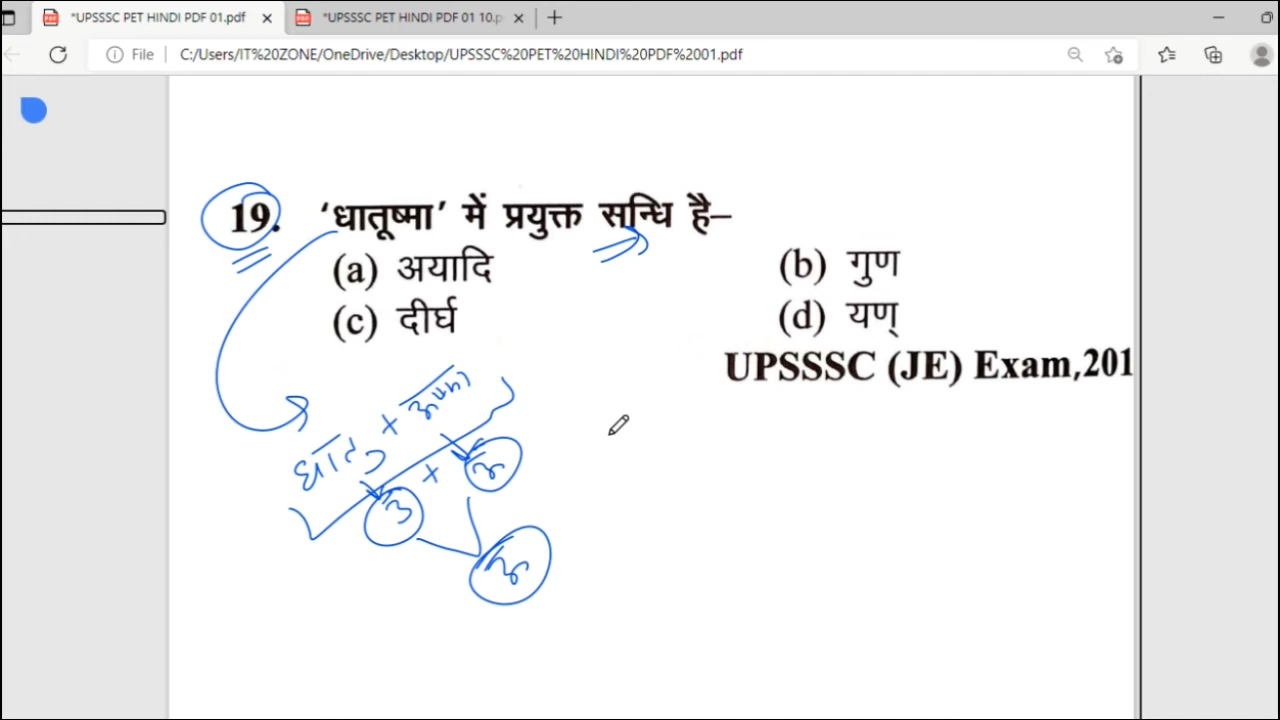 *UPSSSC PET HINDI PDF 01.pdf
*UPSSSC PET HINDI PDF 01 10.p
File C:/Users/IT%20ZONE/OneDrive/Desktop/UPSSSC%20PET%20HINDI%20PDF%2001.pdf
19. ‘धातूष्मा’ में प्रयुक्त सन्धि है–
(a) अयादि (b) गुण
(c) दीर्घ (d) यण्
UPSSSC (JE) Exam,201
धातु + ऊष्मा
उ + ऊ
ऊ